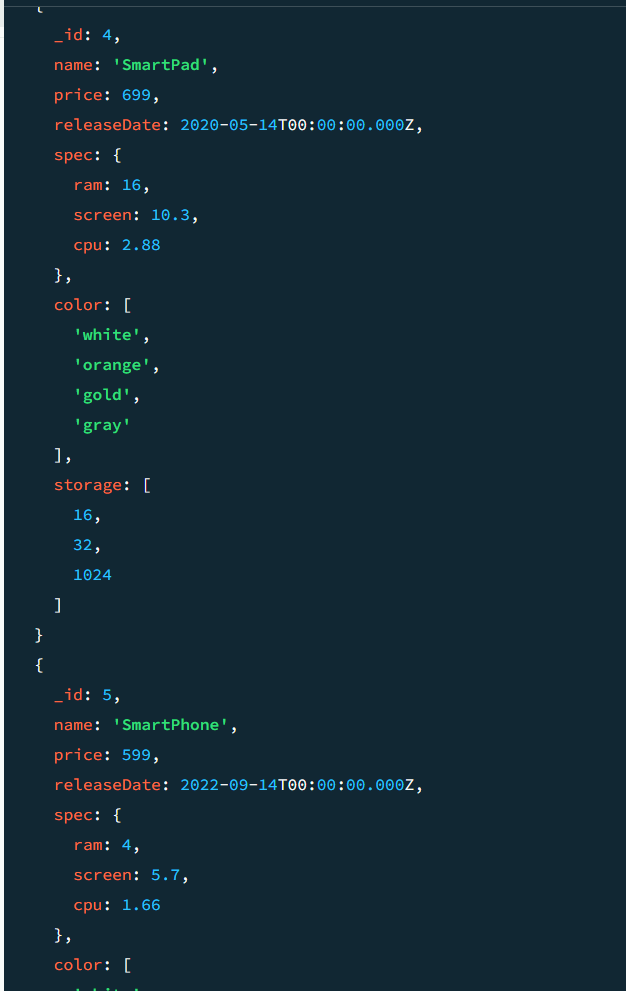 {
_id: 4,
name: 'SmartPad',
price: 699,
releaseDate: 2020-05-14T00:00:00.000Z,
spec: {
ram: 16,
screen: 10.3,
cpu: 2.88
},
color: [
'white',
'orange',
'gold',
'gray'
],
storage: [
16,
32,
1024
]
}
{
_id: 5,
name: 'SmartPhone',
price: 599,
releaseDate: 2022-09-14T00:00:00.000Z,
spec: {
ram: 4,
screen: 5.7,
cpu: 1.66
},
color: [